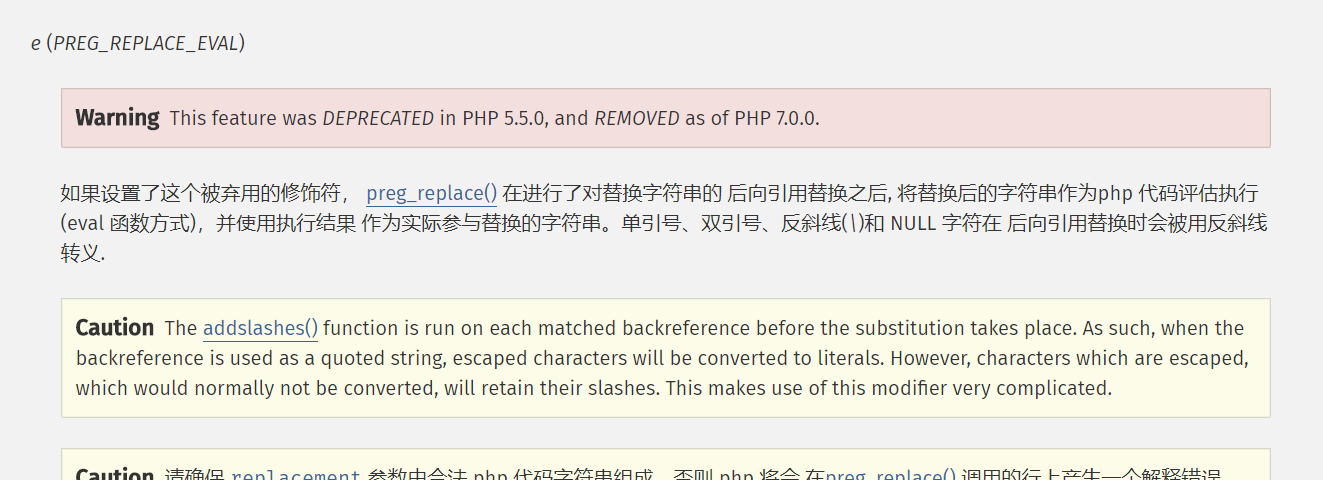 e (PREG_REPLACE_EVAL)
Warning This feature was DEPRECATED in PHP 5.5.0, and REMOVED as of PHP 7.0.0.
如果设置了这个被弃用的修饰符， preg_replace() 在进行了对替换字符串的 后向引用替换之后, 将替换后的字符串作为php 代码评估执行
(eval 函数方式)，并使用执行结果 作为实际参与替换的字符串。单引号、双引号、反斜线(\)和 NULL 字符在 后向引用替换时会被用反斜线
转义.
Caution The addslashes() function is run on each matched backreference before the substitution takes place. As such, when the
backreference is used as a quoted string, escaped characters will be converted to literals. However, characters which are escaped,
which would normally not be converted, will retain their slashes. This makes use of this modifier very complicated.
Caution 请确保 replacement 参数由合法 php 代码字符串组成，否则 php 将会 在preg_replace() 调用的行上产生一个解释错误